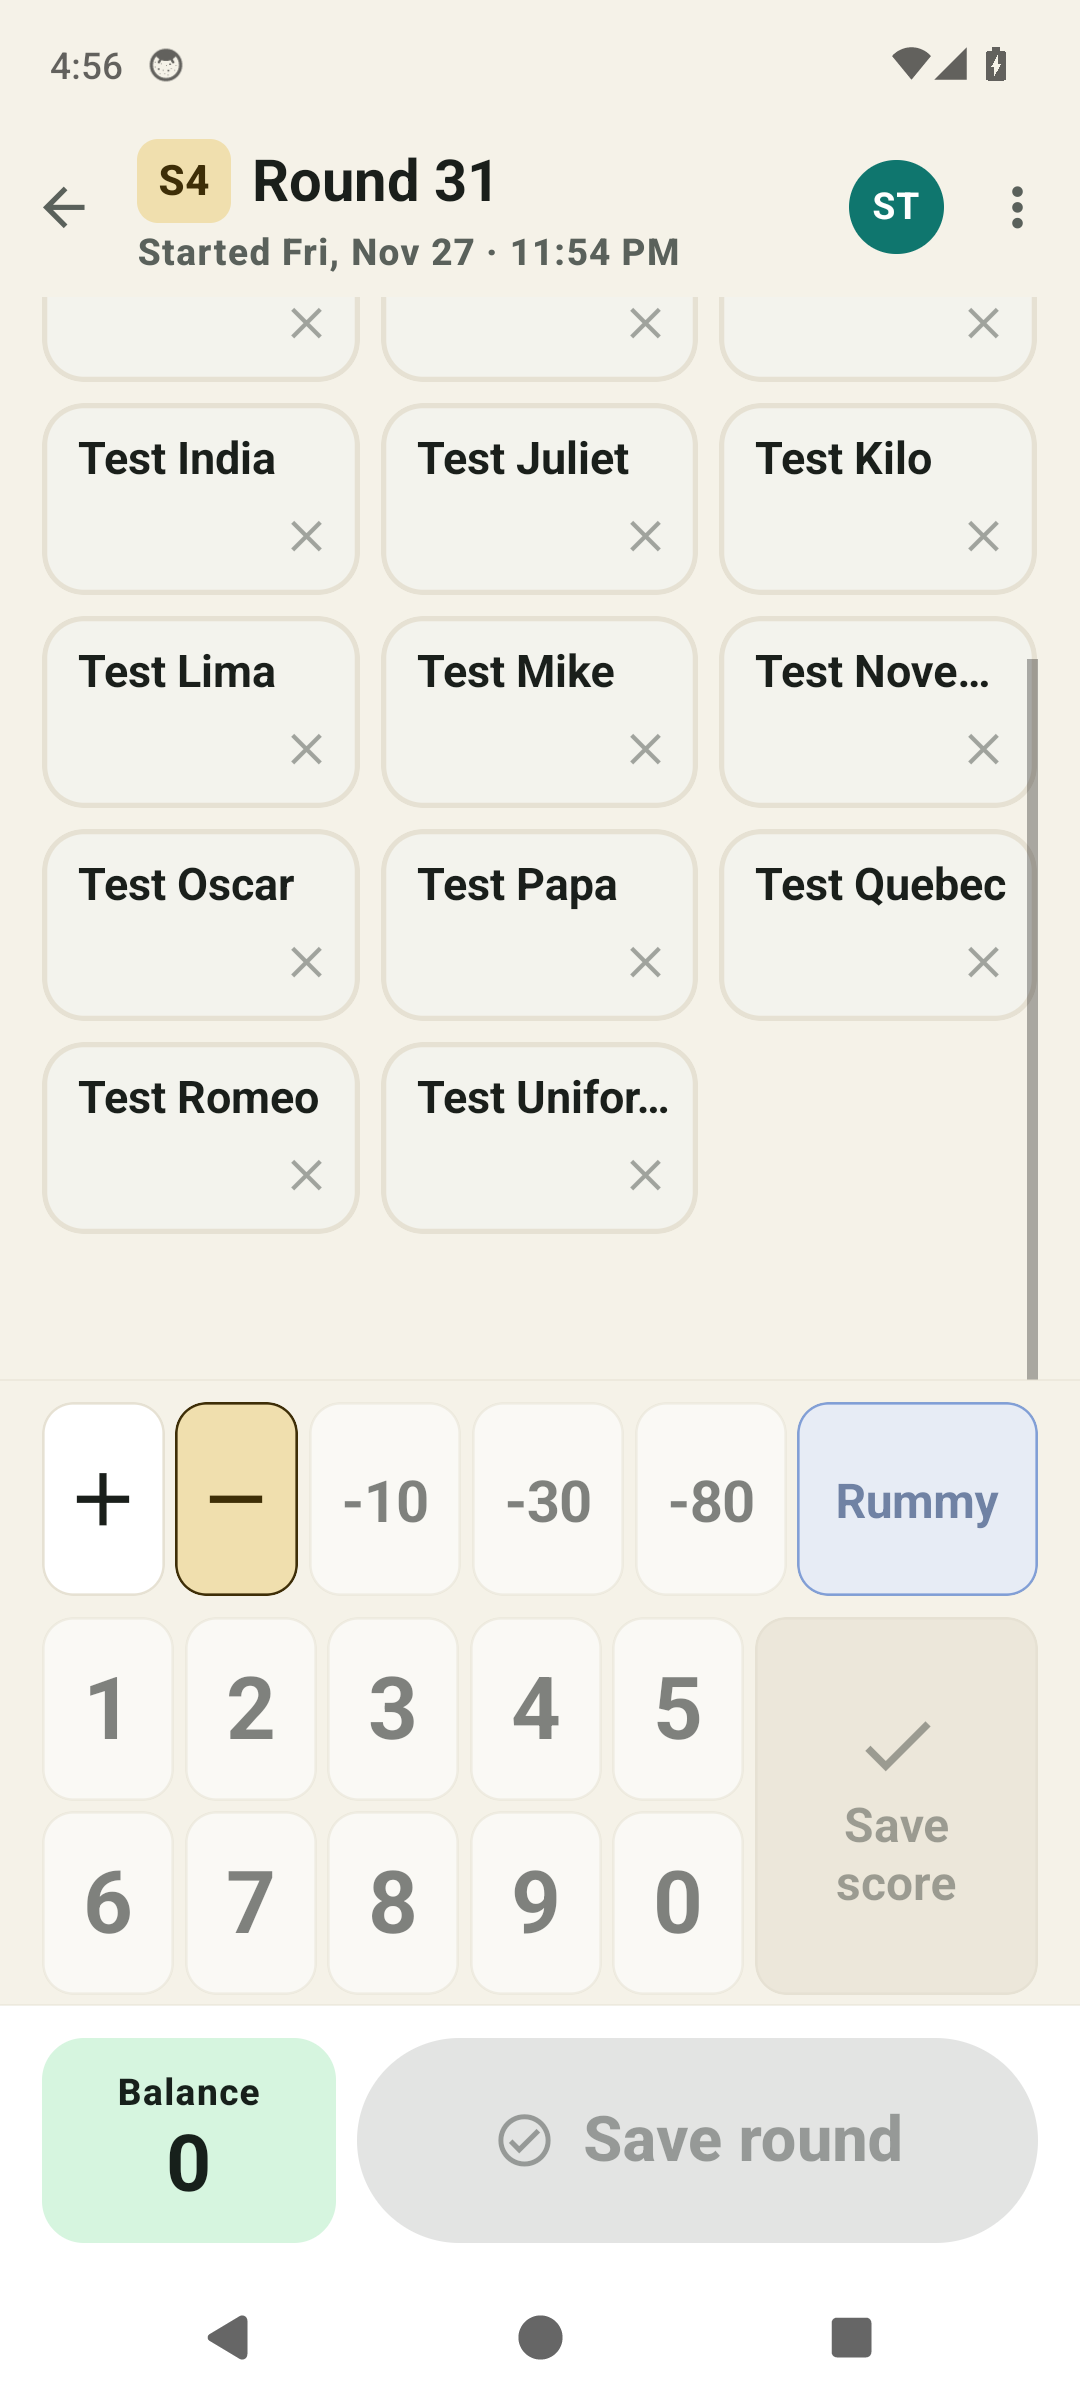 4:56
S4 Round 31
ST
Started Fri, Nov 27 · 11:54 PM
Test India
Test Juliet
Test Kilo
Test Lima
Test Mike
Test Nove...
Test Oscar
Test Papa
Test Quebec
Test Romeo
Test Unifor...
+
−
-10
-30
-80
Rummy
1
2
3
4
5
6
7
8
9
0
Save
score
Balance
0
Save round